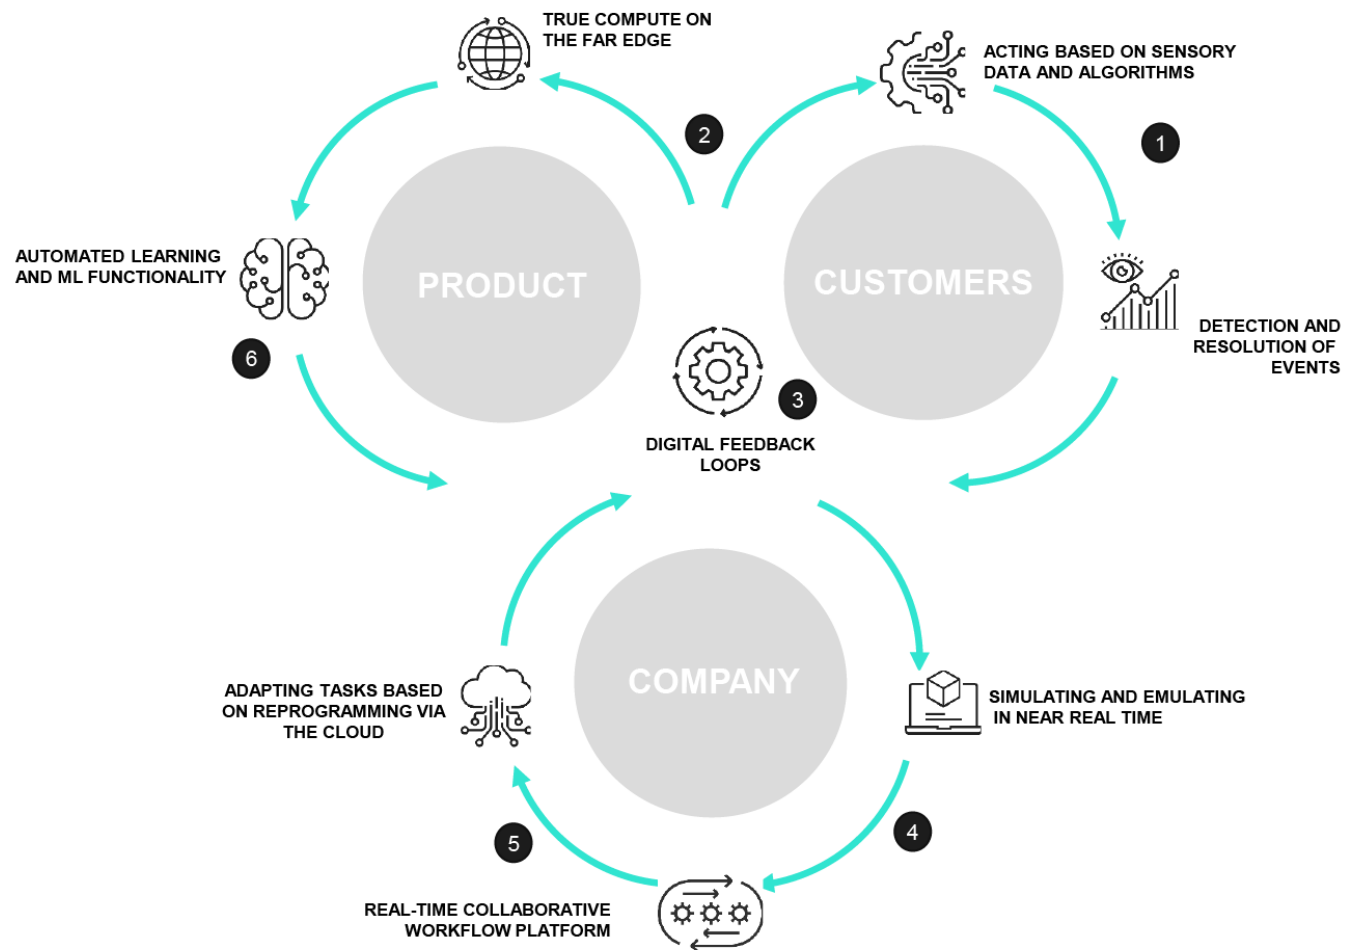 TRUE COMPUTE ON
THE FAR EDGE
ACTING BASED ON SENSORY
DATA AND ALGORITHMS
2
1
AUTOMATED LEARNING
AND ML FUNCTIONALITY
PRODUCT
CUSTOMERS
6
DETECTION AND
RESOLUTION OF
EVENTS
3
DIGITAL FEEDBACK
LOOPS
ADAPTING TASKS BASED
ON REPROGRAMMING VIA
THE CLOUD
COMPANY
SIMULATING AND EMULATING
IN NEAR REAL TIME
5
4
REAL-TIME COLLABORATIVE
WORKFLOW PLATFORM